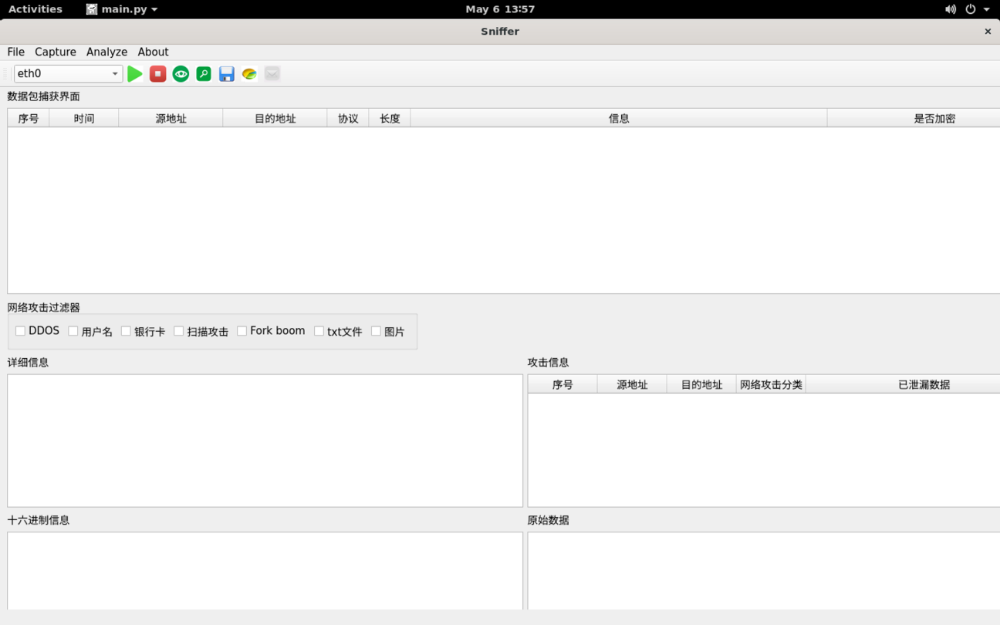 Activities main.py May 6 13:57
Sniffer
File Capture Analyze About
eth0
数据包捕获界面
序号 时间 源地址 目的地址 协议 长度 信息 是否加密
网络攻击过滤器
DDOS 用户名 银行卡 扫描攻击 Fork boom txt文件 图片
详细信息 攻击信息
序号 源地址 目的地址 网络攻击分类 已泄漏数据
十六进制信息 原始数据